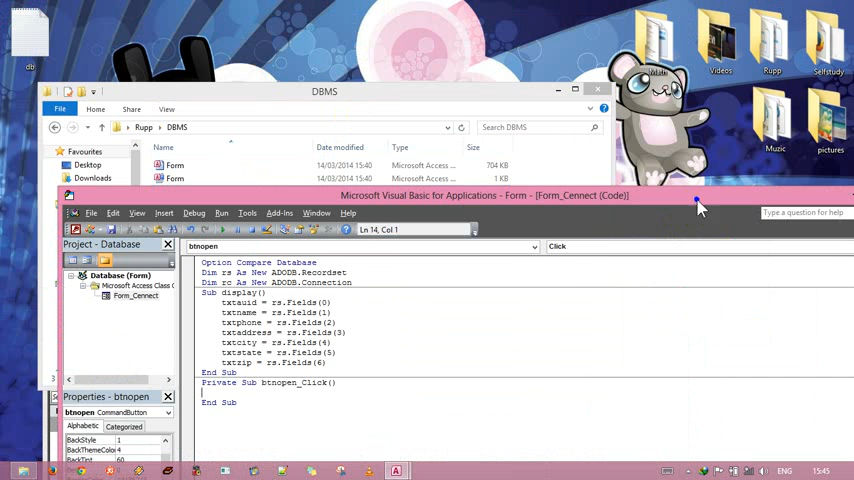 db
Math
Videos
Rupp
Selfstudy
Muzic
pictures
DBMS
File Home Share View
Rupp DBMS
Search DBMS
Favourites
Desktop
Downloads
Name Date modified Type Size
Form 14/03/2014 15:40 Microsoft Access ... 704 KB
Form 14/03/2014 15:40 Microsoft Access ... 1 KB
Microsoft Visual Basic for Applications - Form - [Form_Cennect (Code)]
File Edit View Insert Debug Run Tools Add-Ins Window Help
Type a question for help
Ln 14, Col 1
Project - Database
Database (Form)
Microsoft Access Class O
Form_Cennect
btnopen
Click
Option Compare Database
Dim rs As New ADODB.Recordset
Dim rc As New ADODB.Connection
Sub display()
txtauid = rs.Fields(0)
txtname = rs.Fields(1)
txtphone = rs.Fields(2)
txtaddress = rs.Fields(3)
txtcity = rs.Fields(4)
txtstate = rs.Fields(5)
txtzip = rs.Fields(6)
End Sub
Private Sub btnopen_Click()
End Sub
Properties - btnopen
btnopen CommandButton
Alphabetic Categorized
BackStyle 1
BackThemeColo 4
BackTint 60
ENG 15:45